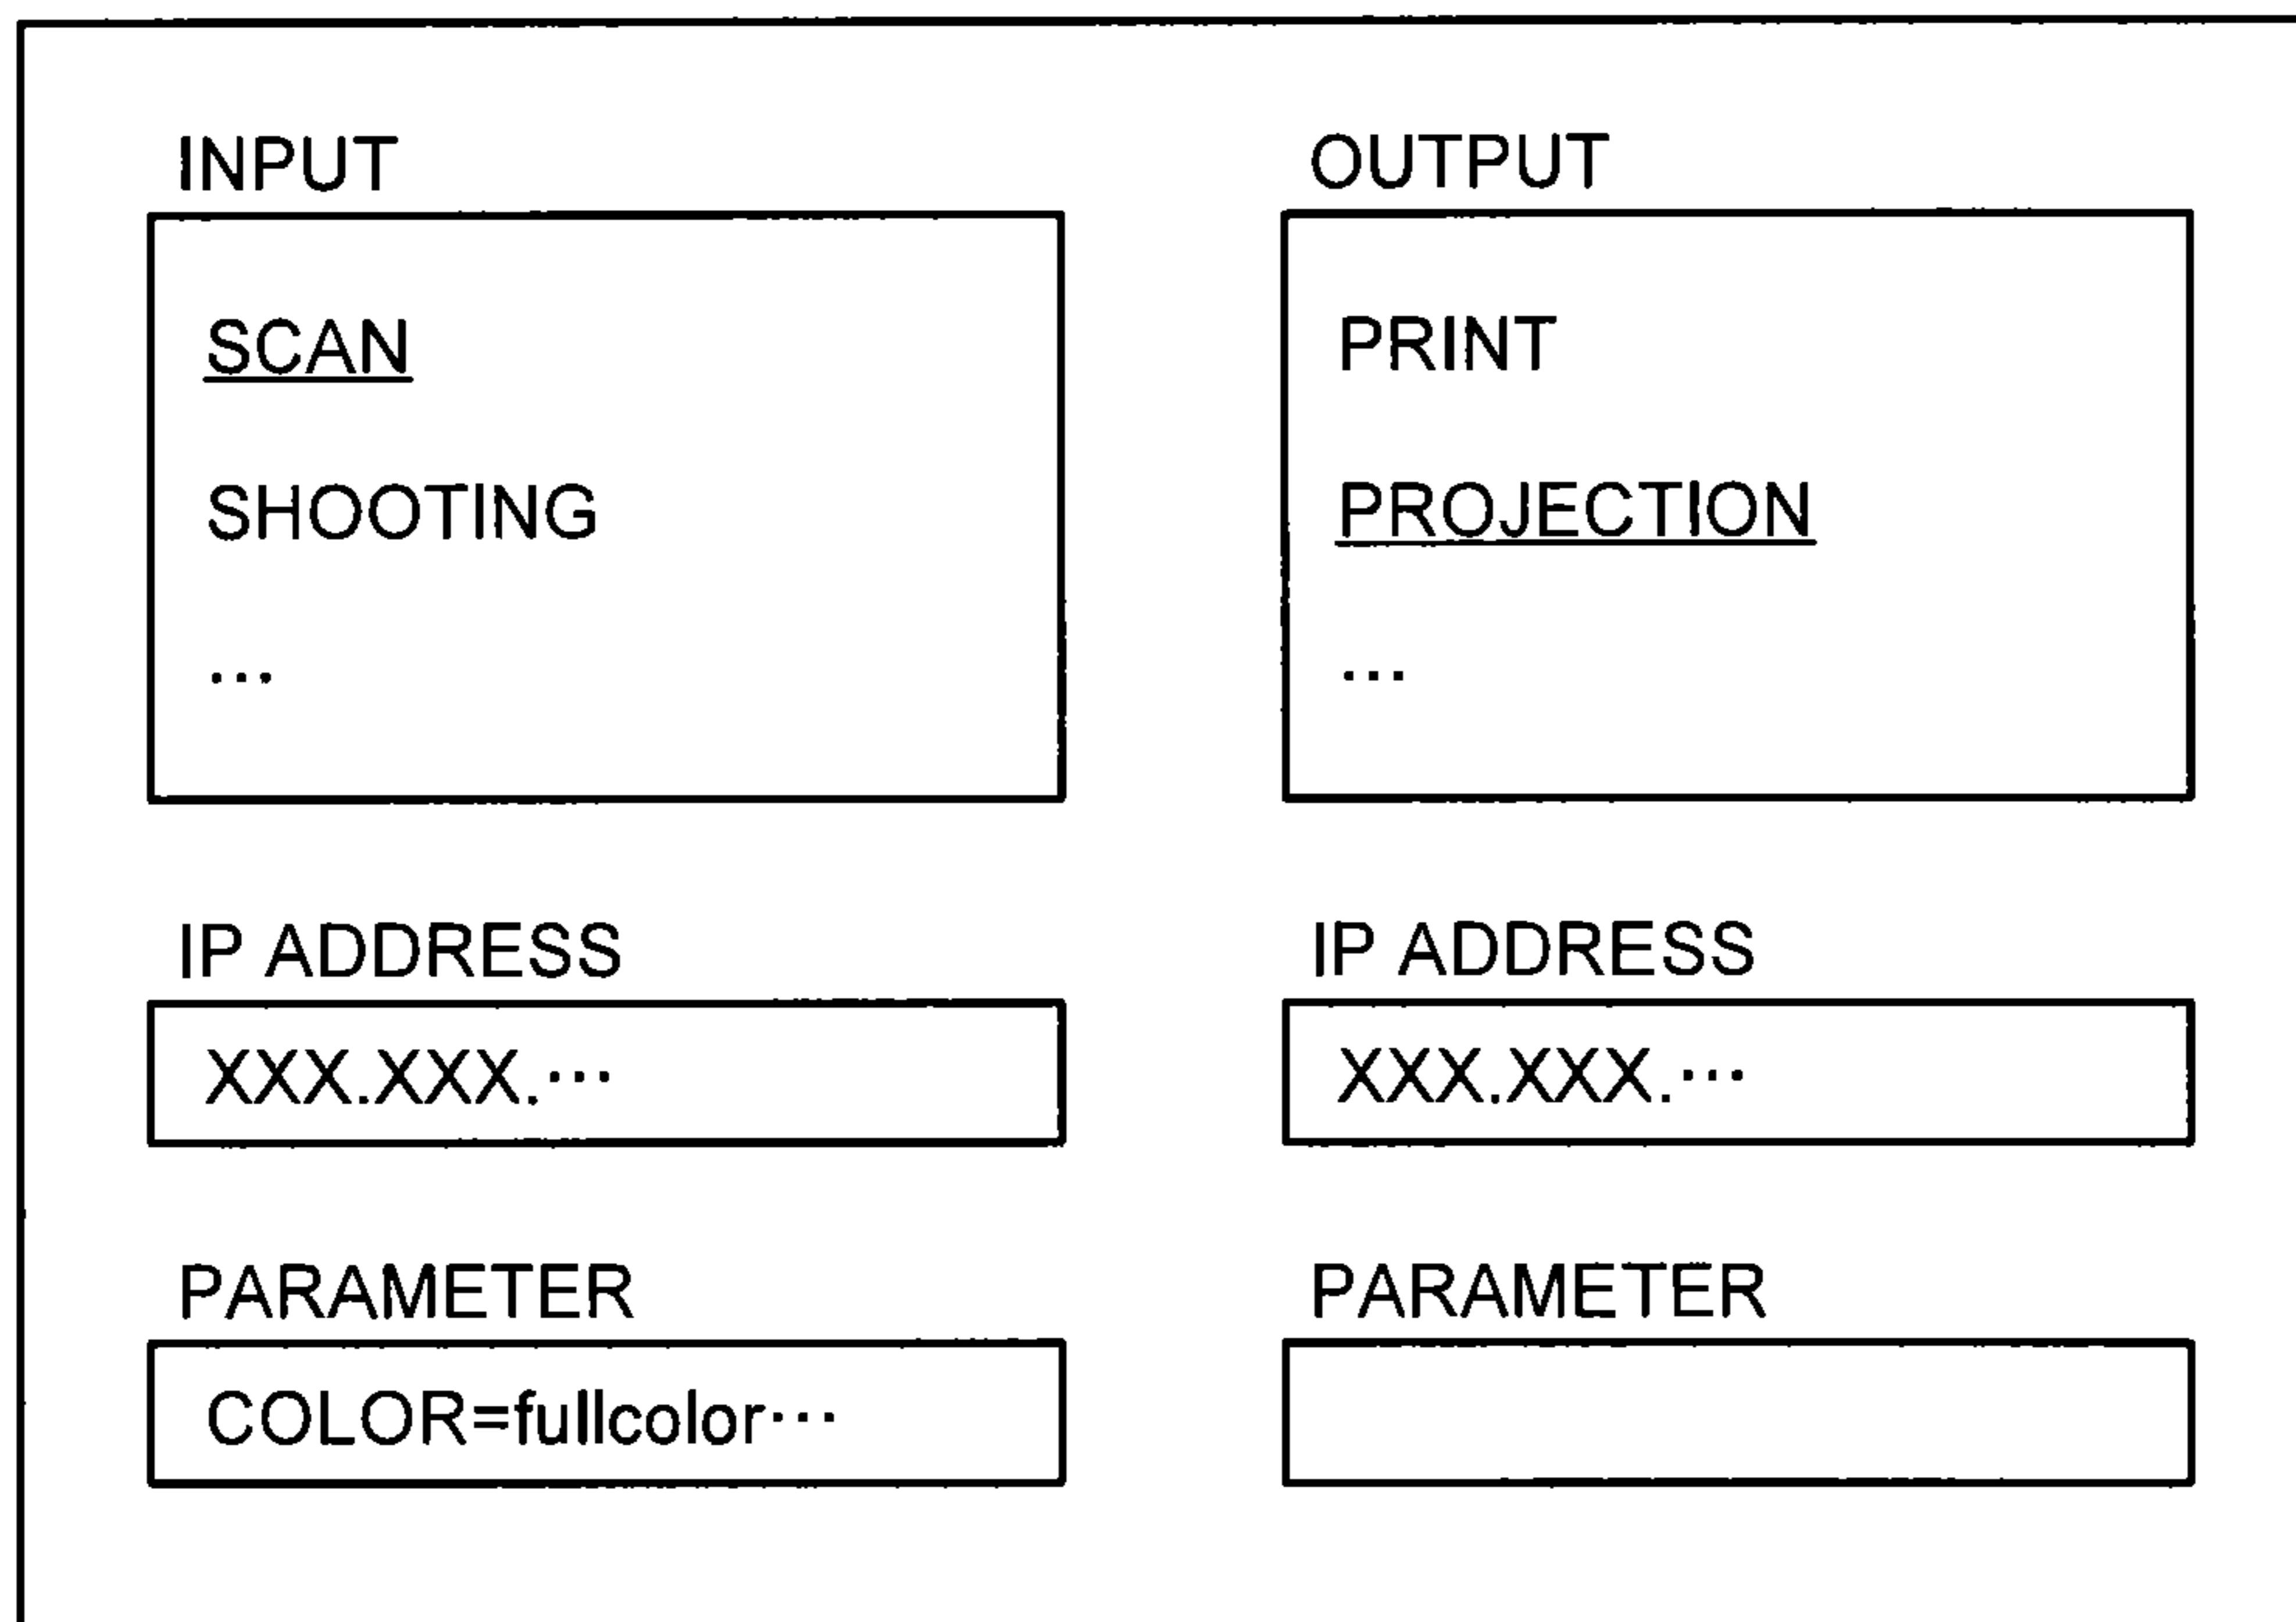 INPUT
SCAN
SHOOTING
...
IP ADDRESS
XXX.XXX.…
PARAMETER
COLOR=fullcolor…
OUTPUT
PRINT
PROJECTION
...
IP ADDRESS
XXX.XXX.…
PARAMETER